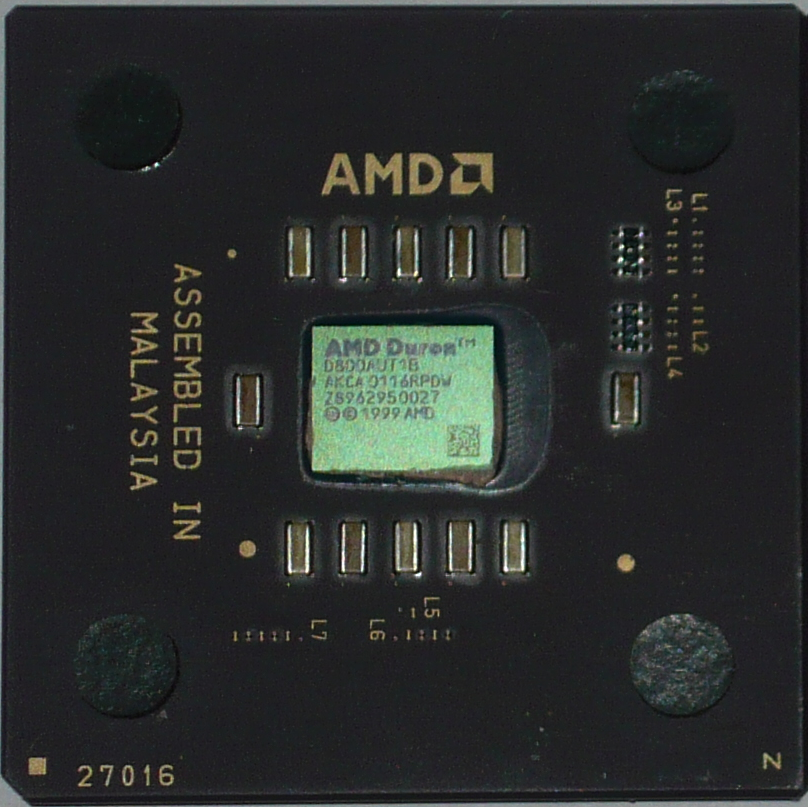 AMD
L1
L3
L2
L4
AMD Duron™
D800AUT1B
AKCA 0116RPDW
Z8962950027
© 1999 AMD
ASSEMBLED IN
MALAYSIA
L5
L6
L7
27016
N